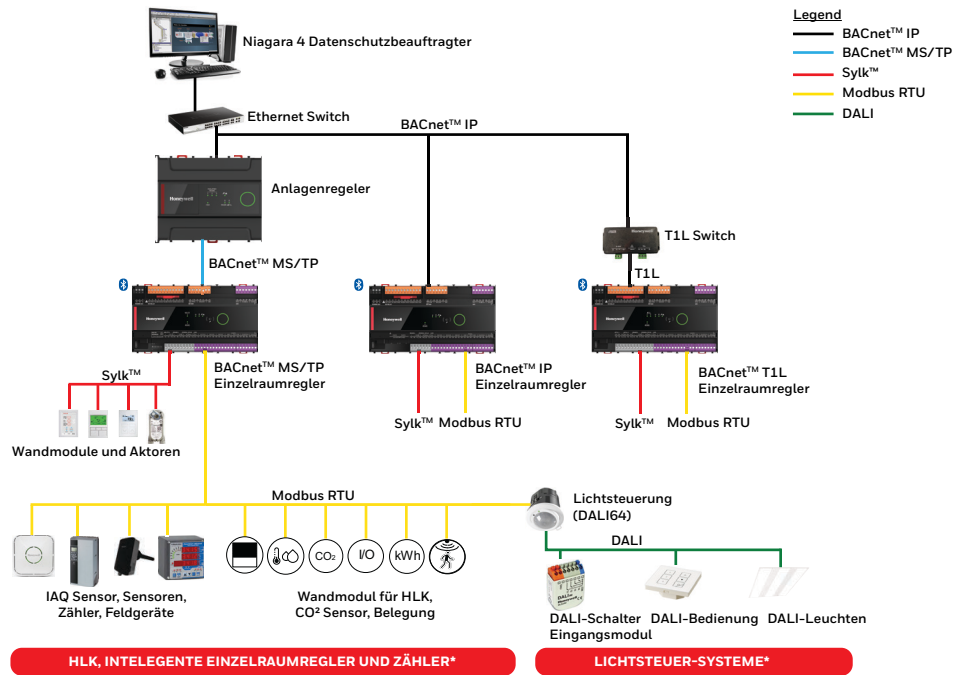 Legend
BACnet™ IP
BACnet™ MS/TP
Sylk™
Modbus RTU
DALI
Niagara 4 Datenschutzbeauftragter
Ethernet Switch
BACnet™ IP
Anlagenregeler
Honeywell
T1L Switch
BACnet™ MS/TP
T1L
Honeywell
Honeywell
Honeywell
BACnet™ MS/TP
Einzelraumregler
BACnet™ IP
Einzelraumregler
BACnet™ T1L
Einzelraumregler
Sylk™
Sylk™ Modbus RTU
Sylk™ Modbus RTU
Wandmodule und Aktoren
Modbus RTU
Lichtsteuerung
(DALI64)
DALI
CO₂
I/O
kWh
IAQ Sensor, Sensoren,
Zähler, Feldgeräte
Wandmodul für HLK,
CO² Sensor, Belegung
DALI-Schalter
Eingangsmodul
DALI-Bedienung
DALI-Leuchten
HLK, INTELEGENTE EINZELRAUMREGLER UND ZÄHLER*
LICHTSTEUER-SYSTEME*